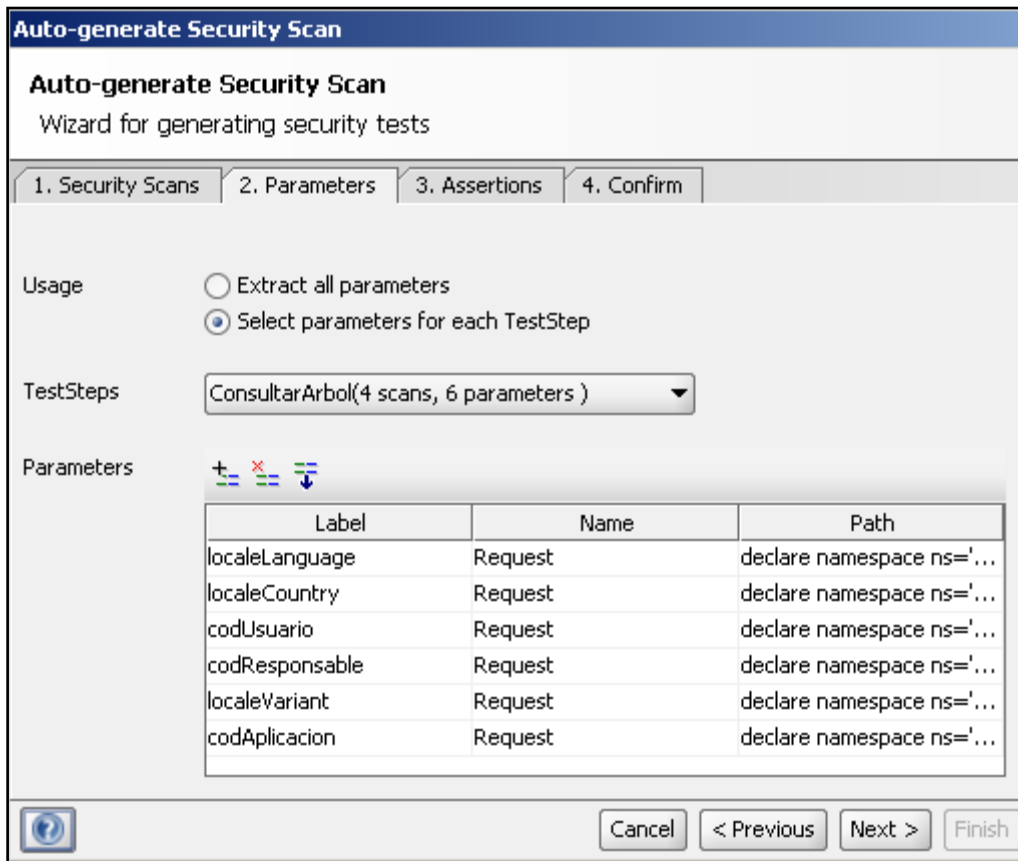 Auto-generate Security Scan
Auto-generate Security Scan
Wizard for generating security tests
1. Security Scans 2. Parameters 3. Assertions 4. Confirm
Usage Extract all parameters
Select parameters for each TestStep
TestSteps ConsultarArbol(4 scans, 6 parameters )
Parameters
Label Name Path
localeLanguage Request declare namespace ns='...
localeCountry Request declare namespace ns='...
codUsuario Request declare namespace ns='...
codResponsable Request declare namespace ns='...
localeVariant Request declare namespace ns='...
codAplicacion Request declare namespace ns='...
Cancel < Previous Next > Finish